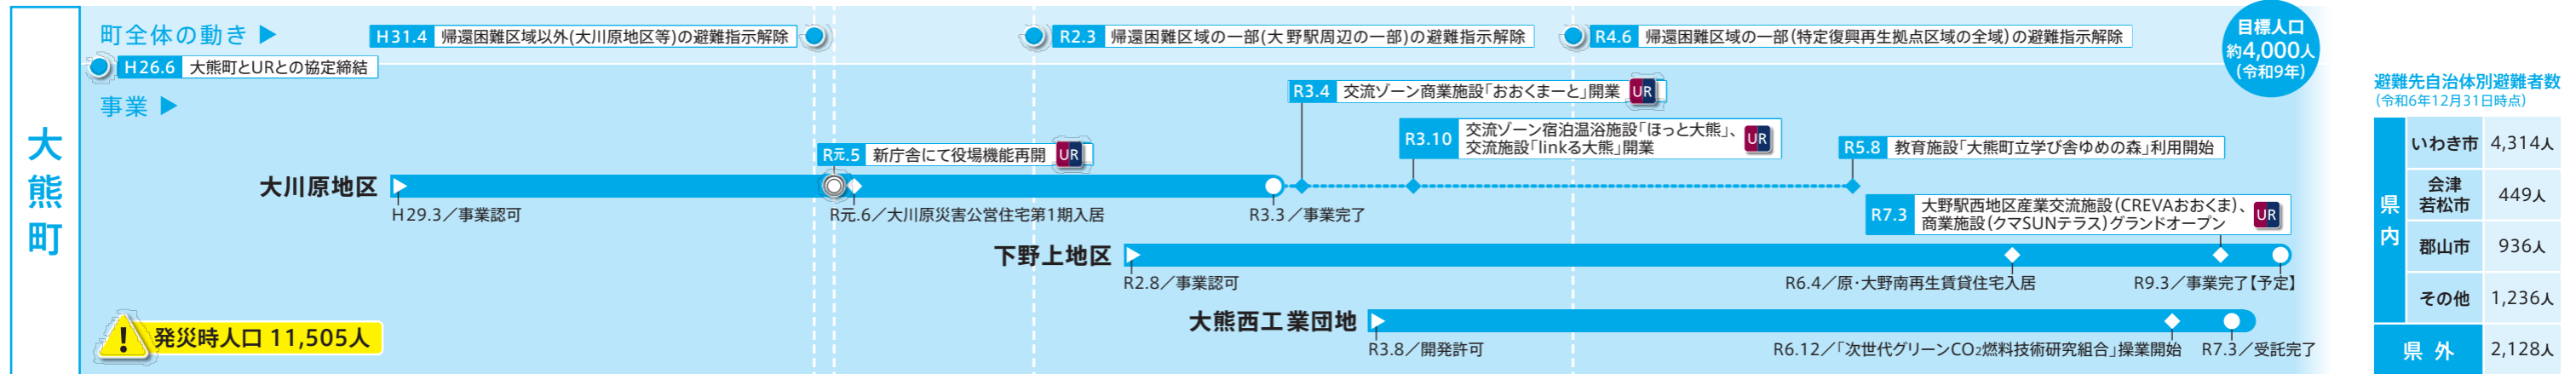 大熊町
町全体の動き ▶
H26.6 大熊町とURとの協定締結
H31.4 帰還困難区域以外(大川原地区等)の避難指示解除
R2.3 帰還困難区域の一部(大野駅周辺の一部)の避難指示解除
R4.6 帰還困難区域の一部(特定復興再生拠点区域の全域)の避難指示解除
目標人口
約4,000人
(令和9年)
事業 ▶
R3.4 交流ゾーン商業施設「おおくまーと」開業 UR
R3.10 交流ゾーン宿泊温浴施設「ほっと大熊」、
交流施設「linkる大熊」開業 UR
R元.5 新庁舎にて役場機能再開 UR
R5.8 教育施設「大熊町立学び舎ゆめの森」利用開始
大川原地区
H29.3／事業認可
R元.6／大川原災害公営住宅第1期入居
R3.3／事業完了
R7.3 大野駅西地区産業交流施設(CREVAおおくま)、
商業施設(クマSUNテラス)グランドオープン UR
下野上地区
R2.8／事業認可
R6.4／原・大野南再生賃貸住宅入居
R9.3／事業完了【予定】
大熊西工業団地
R3.8／開発許可
R6.12／「次世代グリーンCO₂燃料技術研究組合」操業開始
R7.3／受託完了
! 発災時人口 11,505人
避難先自治体別避難者数
(令和6年12月31日時点)
県内
いわき市 4,314人
会津
若松市 449人
郡山市 936人
その他 1,236人
県外 2,128人